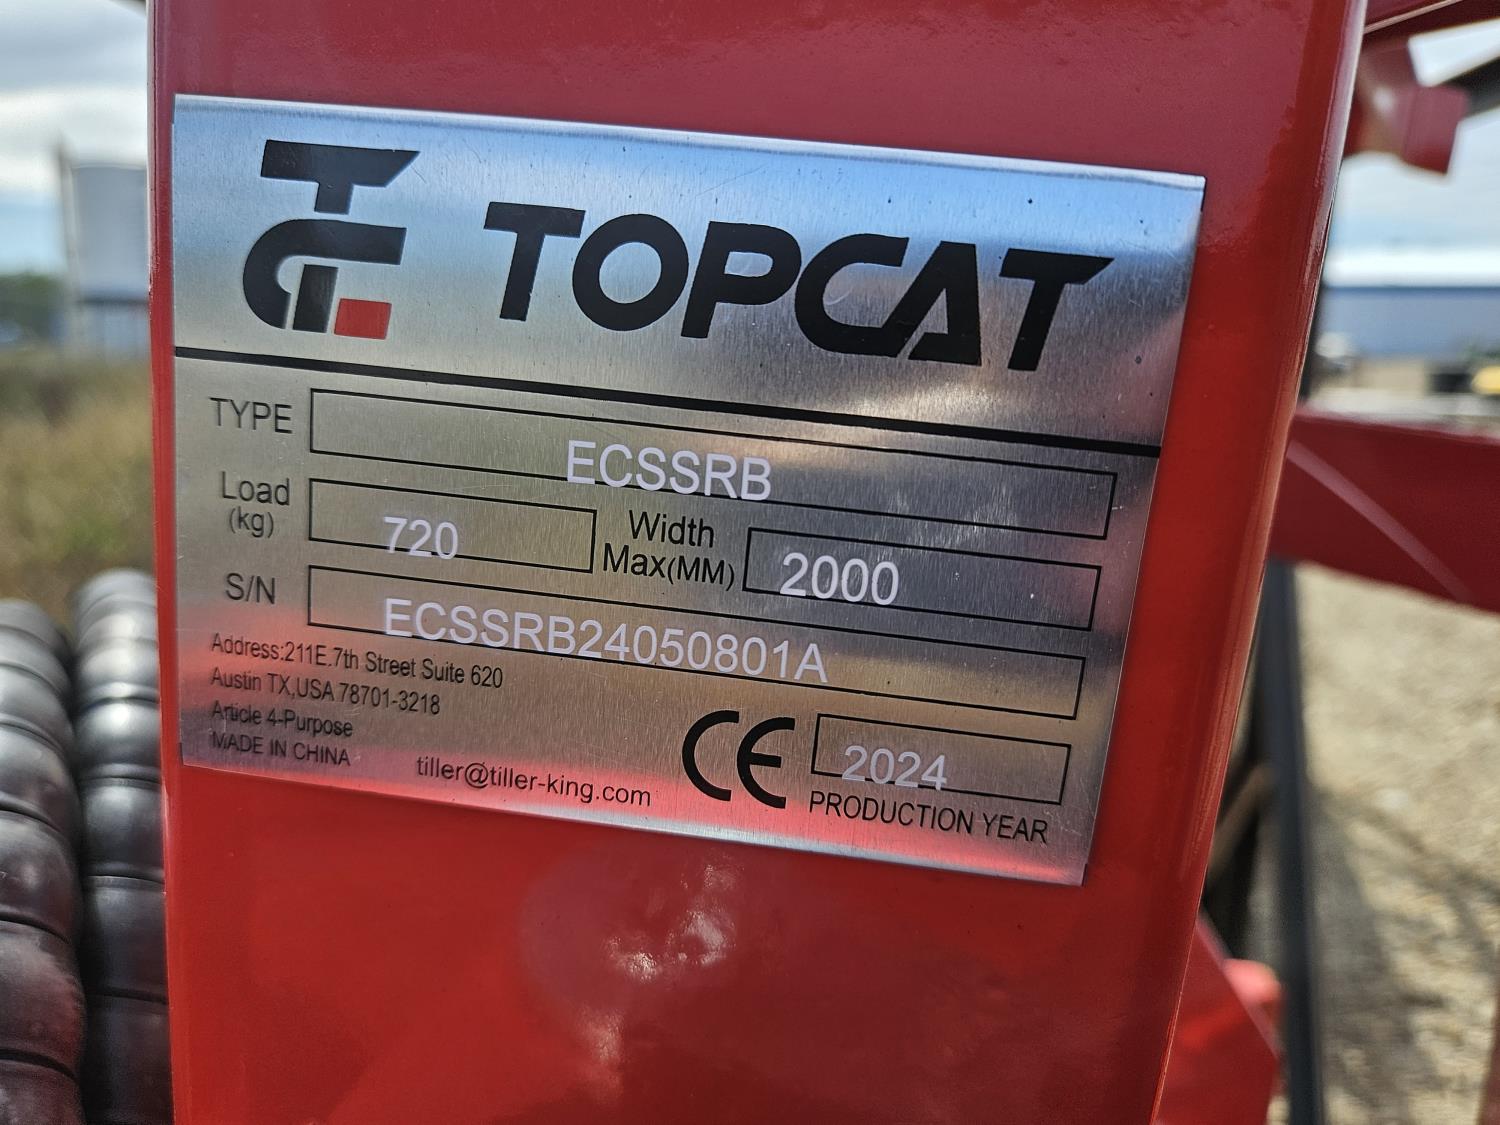 TOPCAT
TYPE ECSSRB
Load (kg) 720 Width Max(MM) 2000
S/N ECSSRB24050801A
Address:211E.7th Street Suite 620
Austin TX,USA 78701-3218
Article 4-Purpose
MADE IN CHINA
tiller@tiller-king.com
CE 2024
PRODUCTION YEAR